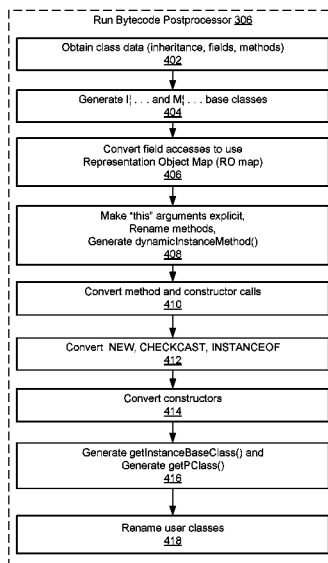 Run Bytecode Postprocessor 306
Obtain class data (inheritance, fields, methods)
402
Generate I¦ . . . and M¦ . . . base classes
404
Convert field accesses to use
Representation Object Map (RO map)
406
Make "this" arguments explicit,
Rename methods,
Generate dynamicInstanceMethod()
408
Convert method and constructor calls
410
Convert NEW, CHECKCAST, INSTANCEOF
412
Convert constructors
414
Generate getInstanceBaseClass() and
Generate getPClass()
416
Rename user classes
418